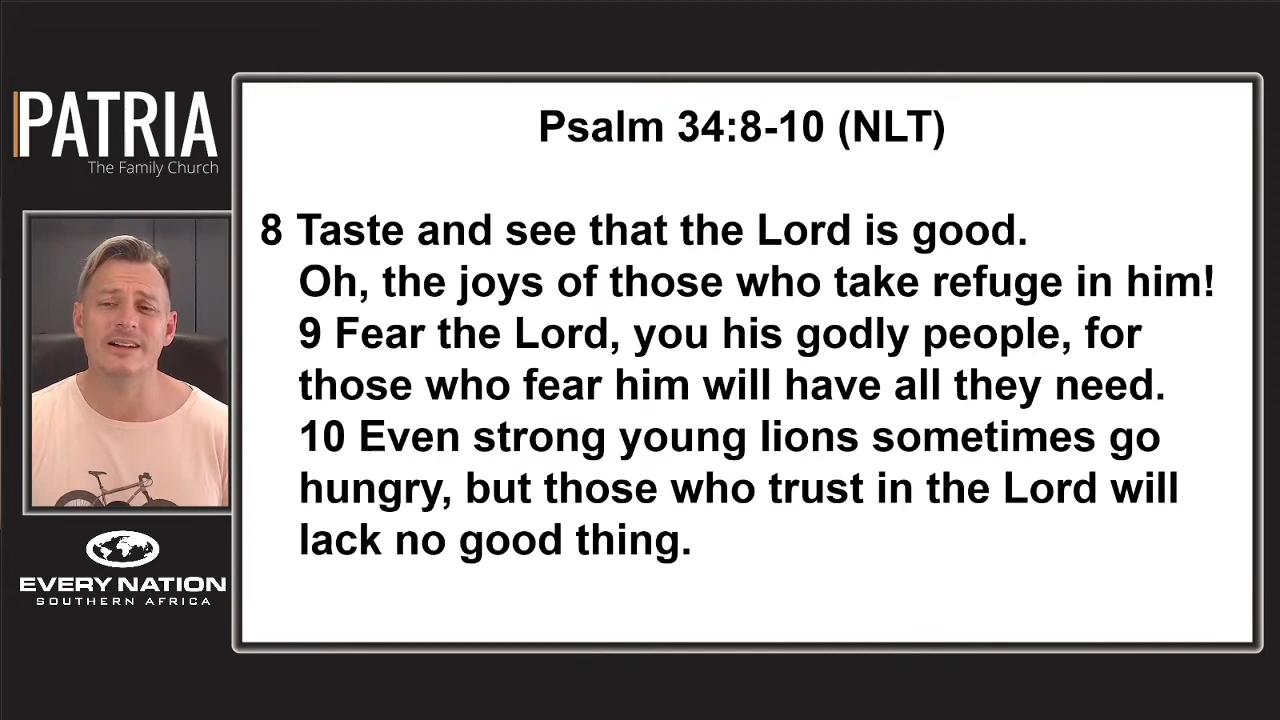 PATRIA
The Family Church
EVERY NATION
SOUTHERN AFRICA
Psalm 34:8-10 (NLT)
8 Taste and see that the Lord is good.
Oh, the joys of those who take refuge in him!
9 Fear the Lord, you his godly people, for
those who fear him will have all they need.
10 Even strong young lions sometimes go
hungry, but those who trust in the Lord will
lack no good thing.